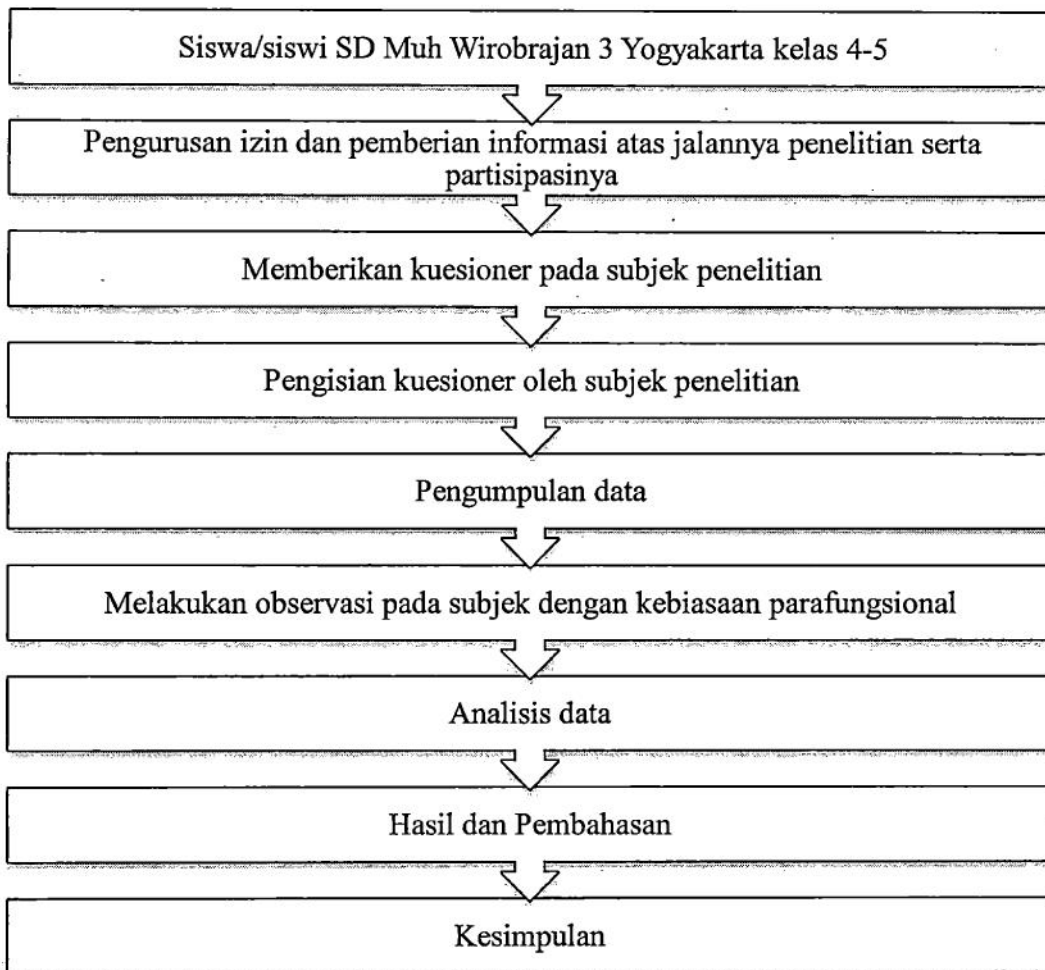 Siswa/siswi SD Muh Wirobrajan 3 Yogyakarta kelas 4-5
Pengurusan izin dan pemberian informasi atas jalannya penelitian serta
partisipasinya
Memberikan kuesioner pada subjek penelitian
Pengisian kuesioner oleh subjek penelitian
Pengumpulan data
Melakukan observasi pada subjek dengan kebiasaan parafungsional
Analisis data
Hasil dan Pembahasan
Kesimpulan